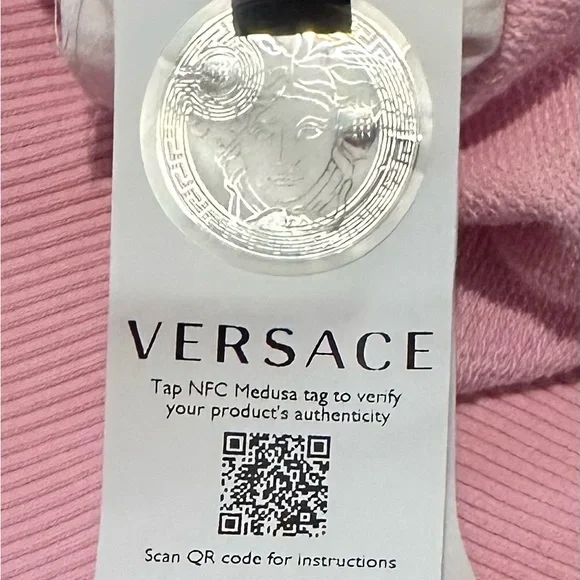 VERSACE
Tap NFC Medusa tag to verify
your product's authenticity
Scan QR code for instructions